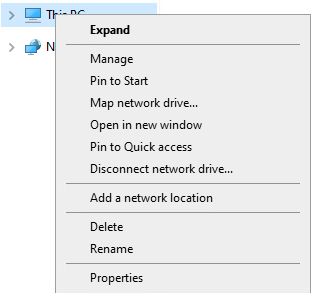 This PC
Expand
N
Manage
Pin to Start
Map network drive...
Open in new window
Pin to Quick access
Disconnect network drive...
Add a network location
Delete
Rename
Properties